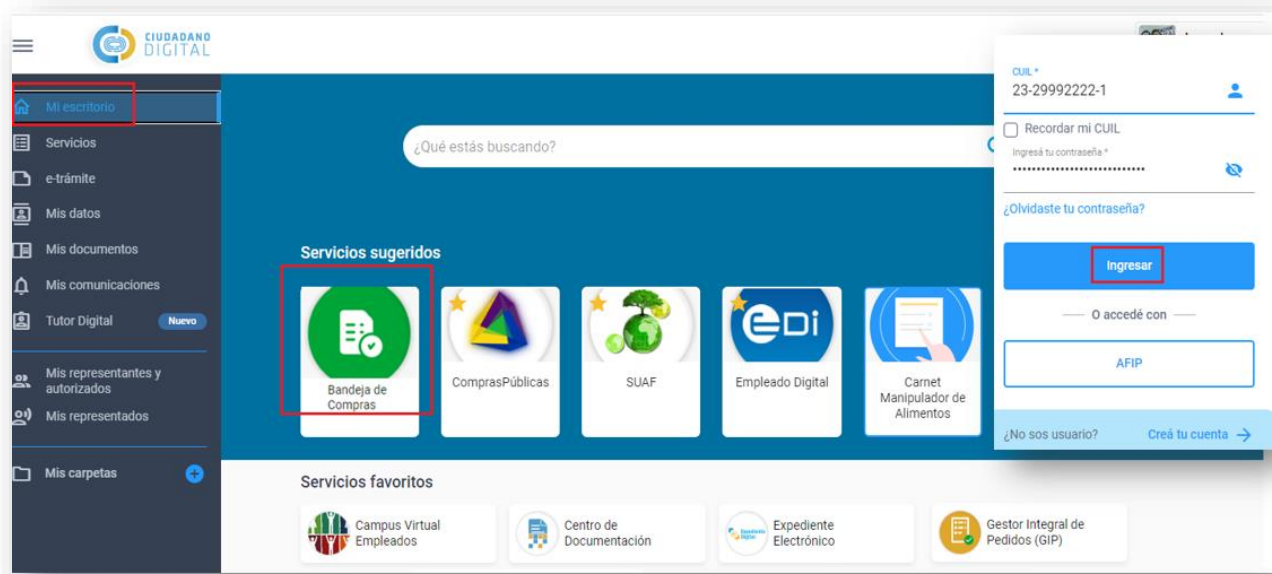 CIUDADANO
DIGITAL
Mi escritorio
Servicios
e-trámite
Mis datos
Mis documentos
Mis comunicaciones
Tutor Digital
Nuevo
Mis representantes y
autorizados
Mis representados
Mis carpetas
¿Qué estás buscando?
Servicios sugeridos
Bandeja de
Compras
ComprasPúblicas
SUAF
eDi
Empleado Digital
Carnet
Manipulador de
Alimentos
Servicios favoritos
Campus Virtual
Empleados
Centro de
Documentación
Expediente
Electrónico
Gestor Integral de
Pedidos (GIP)
CUIL *
23-29992222-1
Recordar mi CUIL
Ingresá tu contraseña *
¿Olvidaste tu contraseña?
Ingresar
O accedé con
AFIP
¿No sos usuario?
Creá tu cuenta